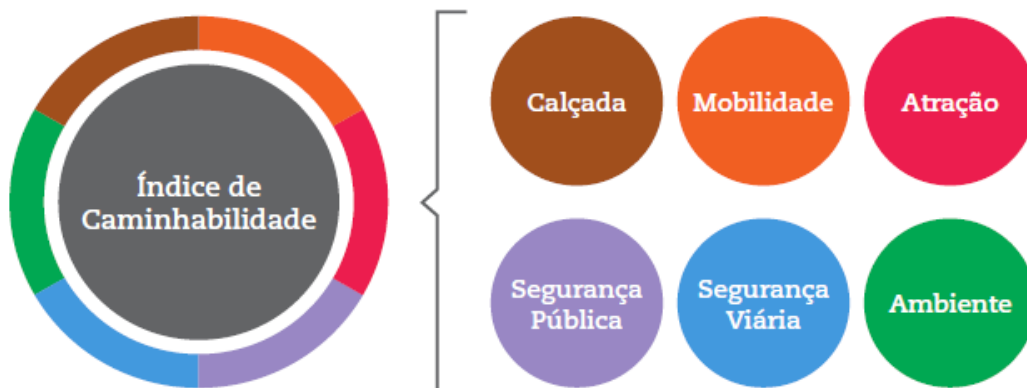 Índice de
Caminhabilidade
Calçada
Mobilidade
Atração
Segurança
Pública
Segurança
Viária
Ambiente